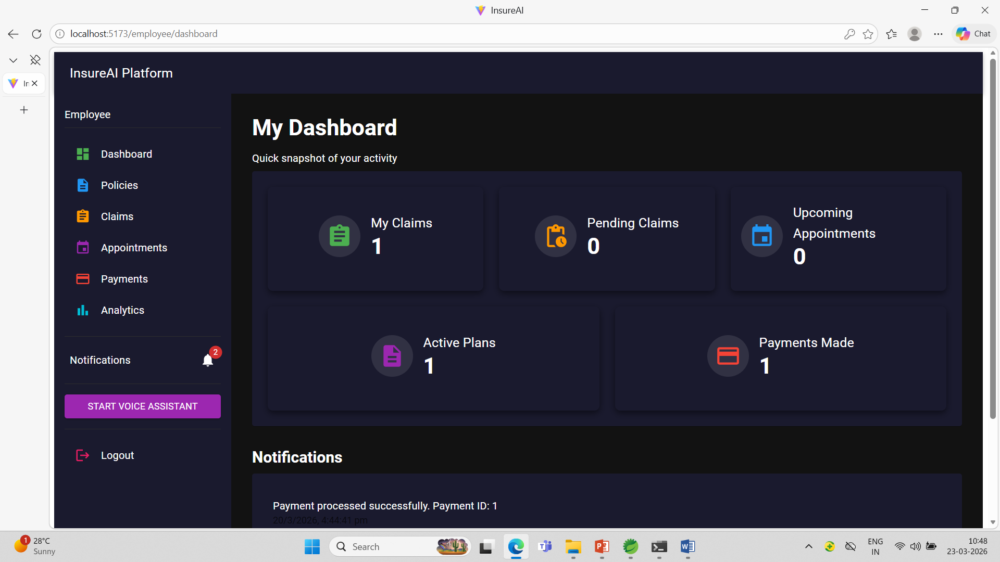 InsureAI
localhost:5173/employee/dashboard
Chat
In
InsureAI Platform
Employee
Dashboard
Policies
Claims
Appointments
Payments
Analytics
Notifications
2
START VOICE ASSISTANT
Logout
My Dashboard
Quick snapshot of your activity
My Claims
1
Pending Claims
0
Upcoming
Appointments
0
Active Plans
1
Payments Made
1
Notifications
Payment processed successfully. Payment ID: 1
20/3/2026, 4:44:41 pm
1
28°C
Sunny
Search
ENG
IN
10:48
23-03-2026